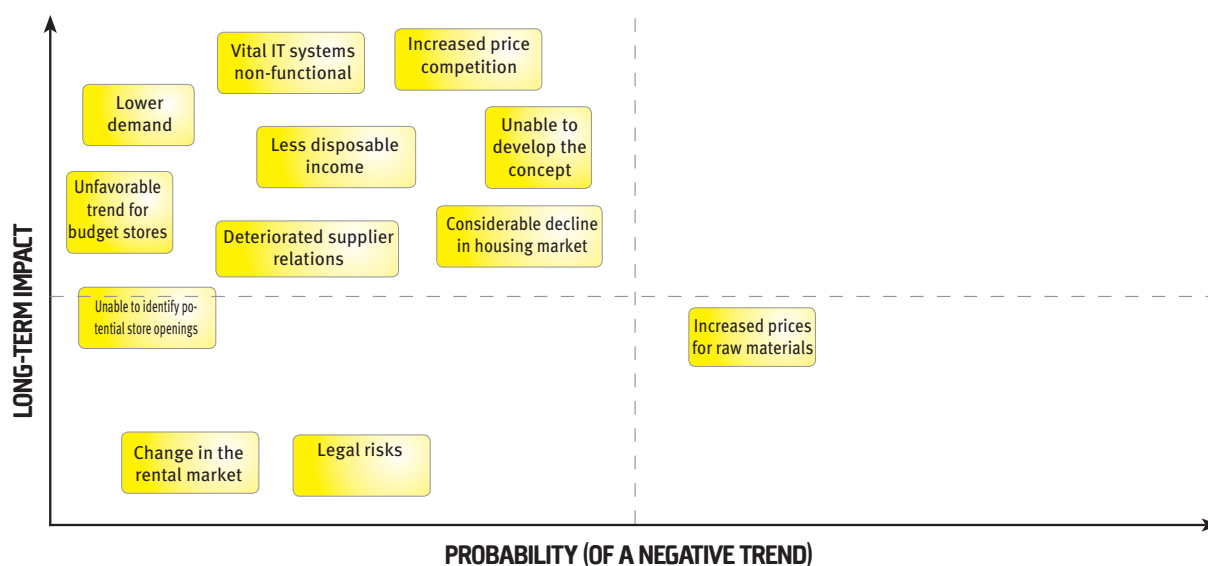 Vital IT systems
non-functional
Increased price
competition
Lower
demand
Less disposable
income
Unable to
develop the
concept
Unfavorable
trend for
budget stores
Deteriorated supplier
relations
Considerable decline
in housing market
Unable to identify po-
tential store openings
Increased prices
for raw materials
Change in the
rental market
Legal risks
LONG-TERM IMPACT
PROBABILITY (OF A NEGATIVE TREND)